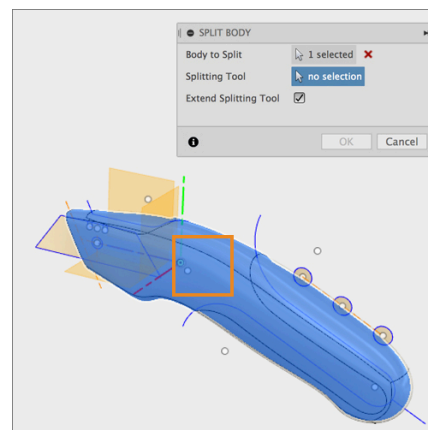 SPLIT BODY
Body to Split 1 selected
Splitting Tool no selection
Extend Splitting Tool
OK Cancel